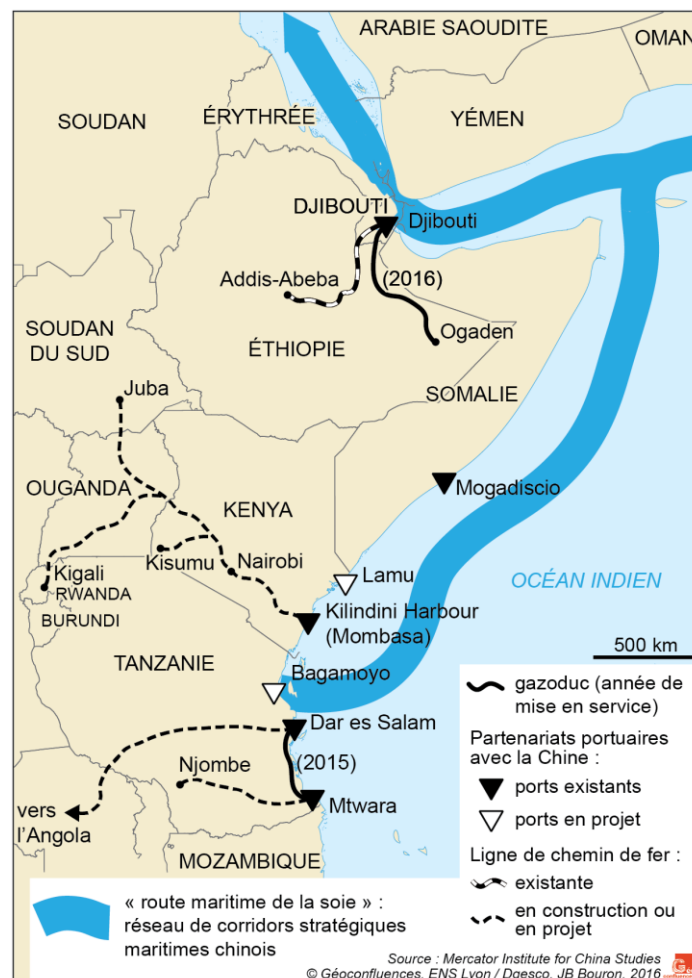 ARABIE SAOUDITE
OMAN
SOUDAN
ÉRYTHRÉE
YÉMEN
DJIBOUTI
Djibouti
Addis-Abeba
(2016)
SOUDAN
DU SUD
ÉTHIOPIE
Ogaden
SOMALIE
Juba
OUGANDA
KENYA
Mogadiscio
Kisumu
Nairobi
Lamu
OCÉAN INDIEN
Kigali
RWANDA
BURUNDI
Kilindini Harbour
(Mombasa)
500 km
TANZANIE
Bagamoyo
Dar es Salam
Njombe
(2015)
vers
l'Angola
Mtwara
MOZAMBIQUE
gazoduc (année de
mise en service)
Partenariats portuaires
avec la Chine :
ports existants
ports en projet
Ligne de chemin de fer :
existante
en construction ou
en projet
« route maritime de la soie » :
réseau de corridors stratégiques
maritimes chinois
Source : Mercator Institute for China Studies
© Géoconfluences, ENS Lyon / Dgesco, JB Bouron, 2016